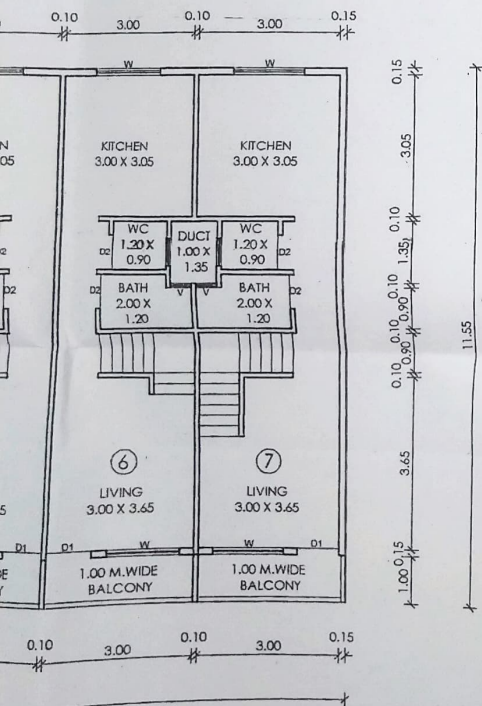 0.10 3.00 0.10 3.00 0.15
W W
0.15
KITCHEN KITCHEN
3.00 X 3.05 3.00 X 3.05
N
05
3.05
0.10
WC DUCT WC
1.20 X 1.00 X 1.20 X
0.90 1.35 0.90
D2 D2
1.35
0.10
BATH BATH
2.00 X 2.00 X
1.20 1.20
D2 D2 D2
V V
0.90
0.10
0.90
0.10
11.55
3.65
6 7
LIVING LIVING
3.00 X 3.65 3.00 X 3.65
5
D1 D1 W W D1
0.15
1.00 M.WIDE 1.00 M.WIDE
BALCONY BALCONY
E
Y
1.00
0.10 3.00 0.10 3.00 0.15